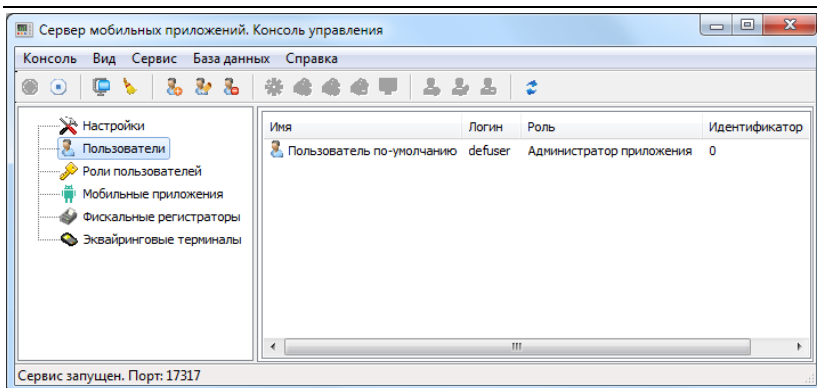 Сервер мобильных приложений. Консоль управления
Консоль Вид Сервис База данных Справка
Настройки
Пользователи
Роли пользователей
Мобильные приложения
Фискальные регистраторы
Эквайринговые терминалы
Имя Логин Роль Идентификатор
Пользователь по-умолчанию defuser Администратор приложения 0
Сервис запущен. Порт: 17317